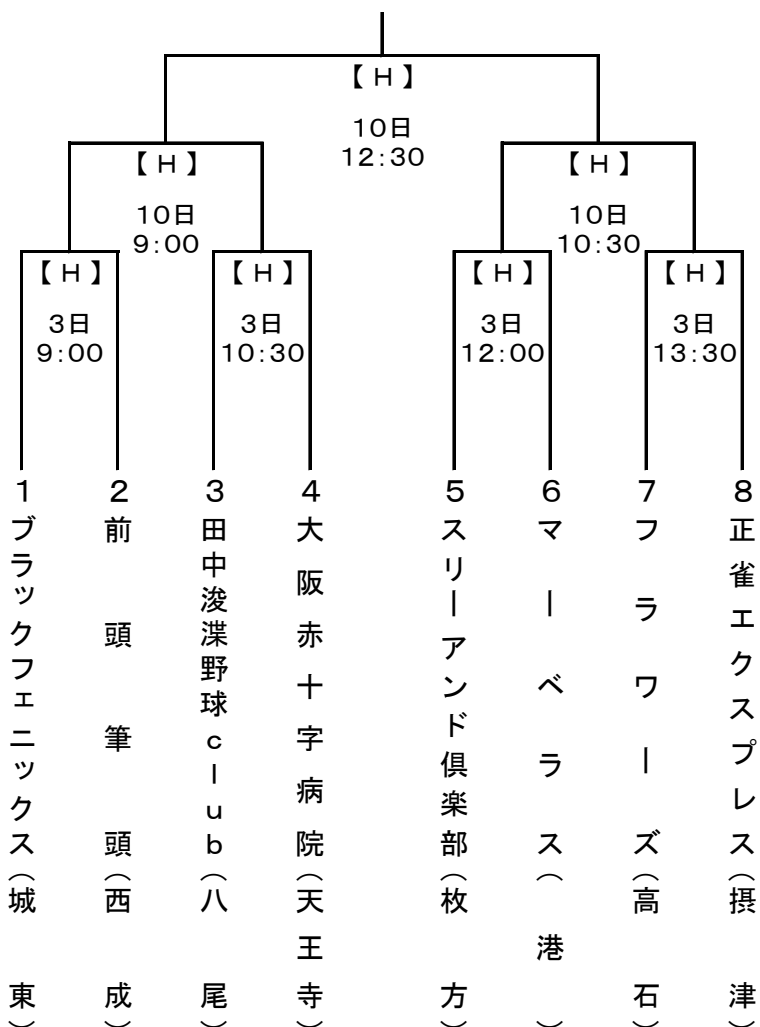 【H】
10日
12:30
【H】
10日
9:00
【H】
10日
10:30
【H】
3日
9:00
【H】
3日
10:30
【H】
3日
12:00
【H】
3日
13:30
1
ブラックフェニックス(城東)
2
前頭筆頭(西成)
3
田中浚渫野球club(八尾)
4
大阪赤十字病院(天王寺)
5
スリーアンド倶楽部(枚方)
6
マーベラス(港)
7
フラワーズ(高石)
8
正雀エクスプレス(摂津)